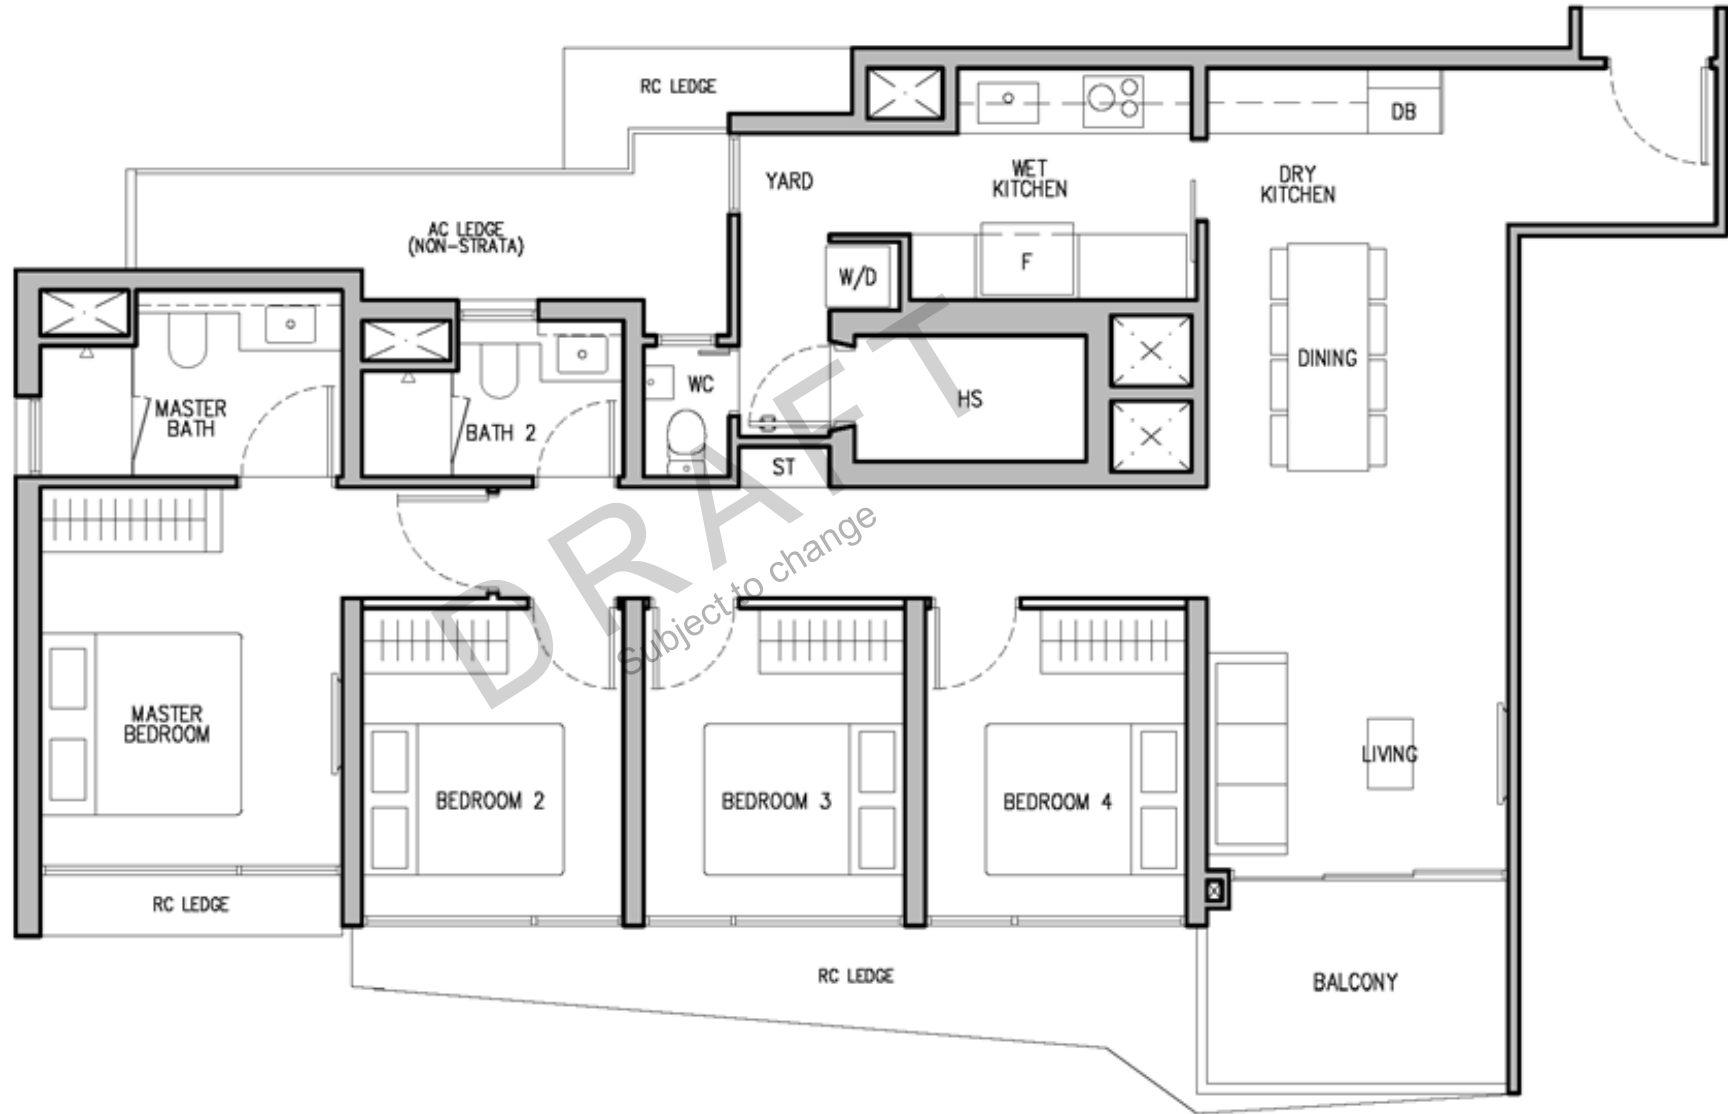 RC LEDGE
DB
YARD
WET
KITCHEN
DRY
KITCHEN
AC LEDGE
(NON-STRATA)
F
W/D
DINING
WC
HS
MASTER
BATH
BATH 2
ST
DRAFT
Subject to change
MASTER
BEDROOM
LIVING
BEDROOM 2
BEDROOM 3
BEDROOM 4
RC LEDGE
RC LEDGE
BALCONY